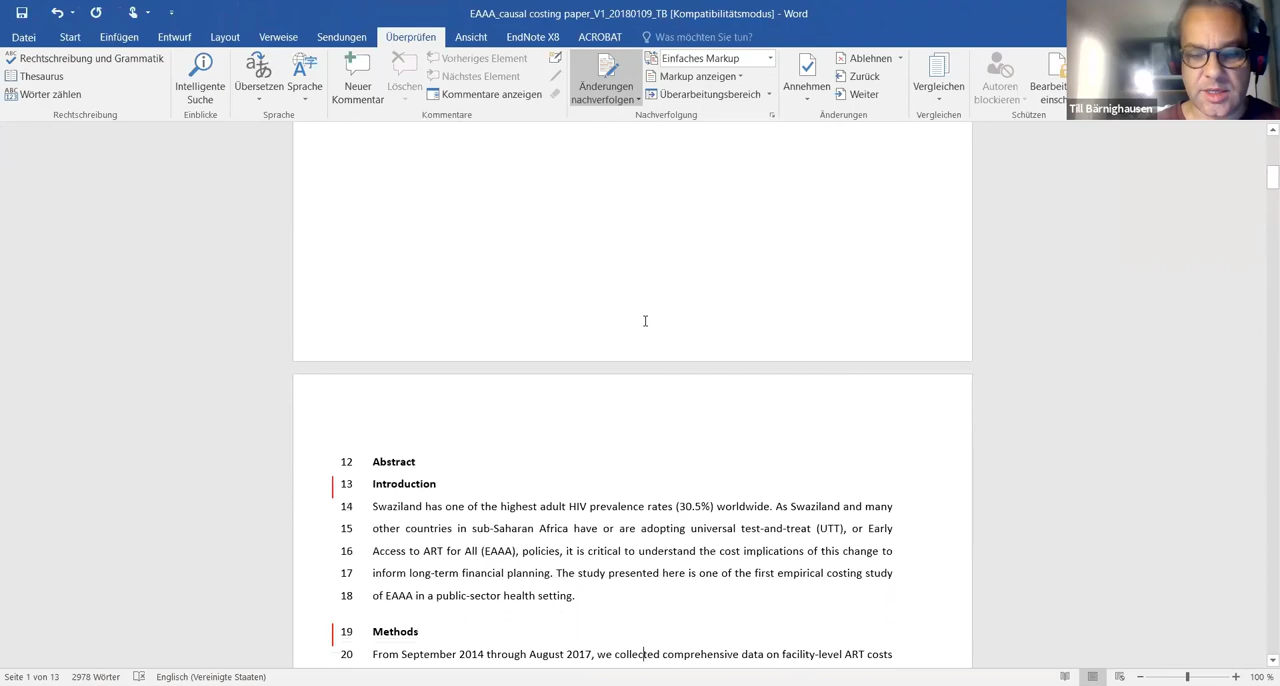 EAAA_causal costing paper_V1_20180109_TB [Kompatibilitätsmodus] - Word
Datei Start Einfügen Entwurf Layout Verweise Sendungen Überprüfen Ansicht EndNote X8 ACROBAT Was möchten Sie tun?
Rechtschreibung und Grammatik
Thesaurus
Wörter zählen
Rechtschreibung
Intelligente Suche
Einblicke
Übersetzen Sprache
Sprache
Neuer Kommentar
Löschen
Vorheriges Element
Nächstes Element
Kommentare anzeigen
Kommentare
Änderungen nachverfolgen
Einfaches Markup
Markup anzeigen
Überarbeitungsbereich
Nachverfolgung
Annehmen
Ablehnen
Zurück
Weiter
Änderungen
Vergleichen
Vergleichen
Autoren blockieren
Schützen
Till Bärnighausen
12 Abstract
13 Introduction
14 Swaziland has one of the highest adult HIV prevalence rates (30.5%) worldwide. As Swaziland and many
15 other countries in sub-Saharan Africa have or are adopting universal test-and-treat (UTT), or Early
16 Access to ART for All (EAAA), policies, it is critical to understand the cost implications of this change to
17 inform long-term financial planning. The study presented here is one of the first empirical costing study
18 of EAAA in a public-sector health setting.
19 Methods
20 From September 2014 through August 2017, we collected comprehensive data on facility-level ART costs
Seite 1 von 13 2978 Wörter Englisch (Vereinigte Staaten) 100 %